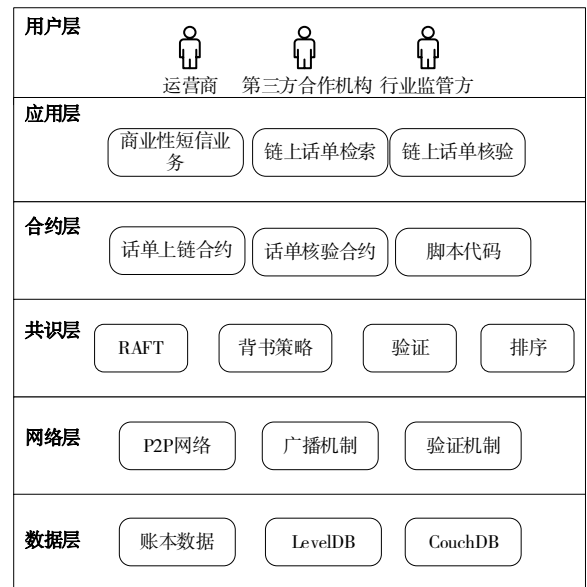 用户层
运营商 第三方合作机构 行业监管方
应用层
商业性短信业
务
链上话单检索 链上话单核验
合约层
话单上链合约 话单核验合约 脚本代码
共识层
RAFT 背书策略 验证 排序
网络层
P2P网络 广播机制 验证机制
数据层
账本数据 LevelDB CouchDB